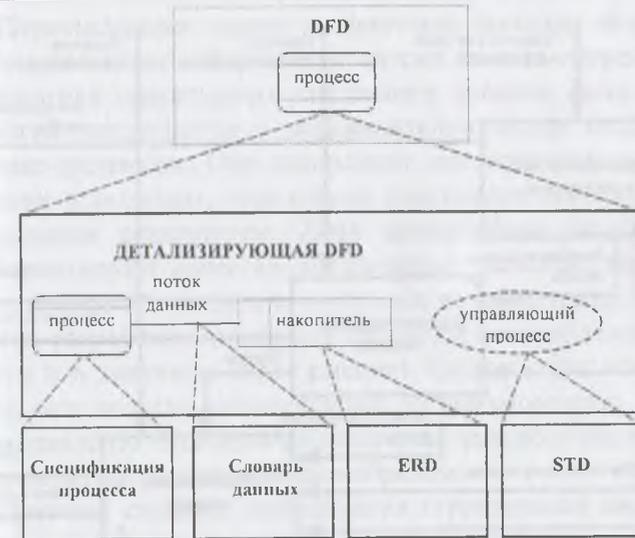 DFD
процесс
ДЕТАЛИЗИРУЮЩАЯ DFD
поток
данных
процесс
накопитель
управляющий
процесс
Спецификация
процесса
Словарь
данных
ERD
STD